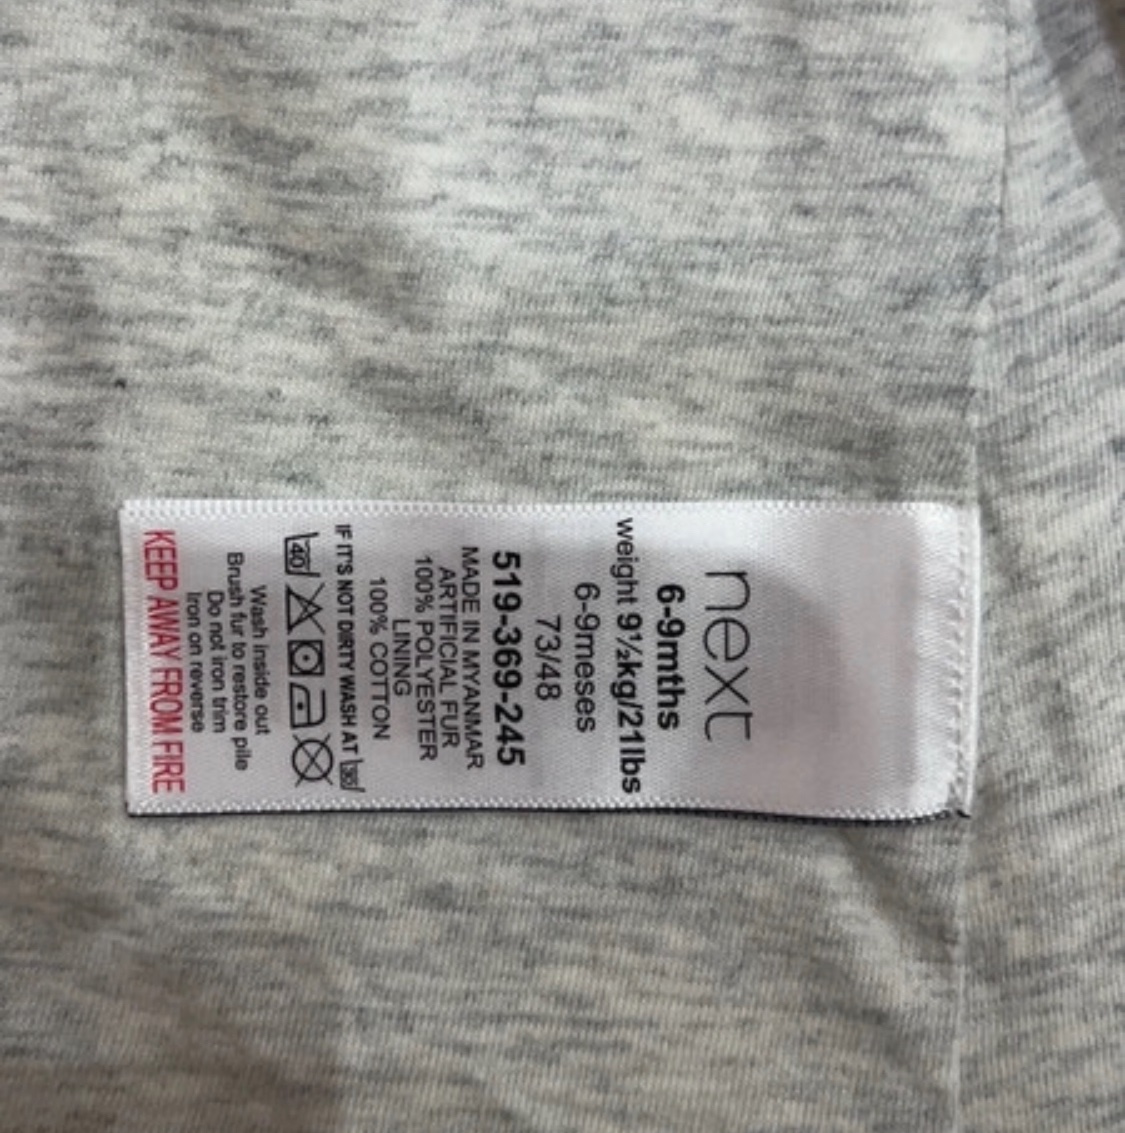 next
6-9mths
weight 9½kg/21lbs
6-9meses
73/48
519-369-245
MADE IN MYANMAR
ARTIFICIAL FUR
100% POLYESTER
LINING
100% COTTON
IF IT'S NOT DIRTY WASH AT 30
40
Wash inside out
Brush fur to restore pile
Do not iron trim
Iron on reverse
KEEP AWAY FROM FIRE